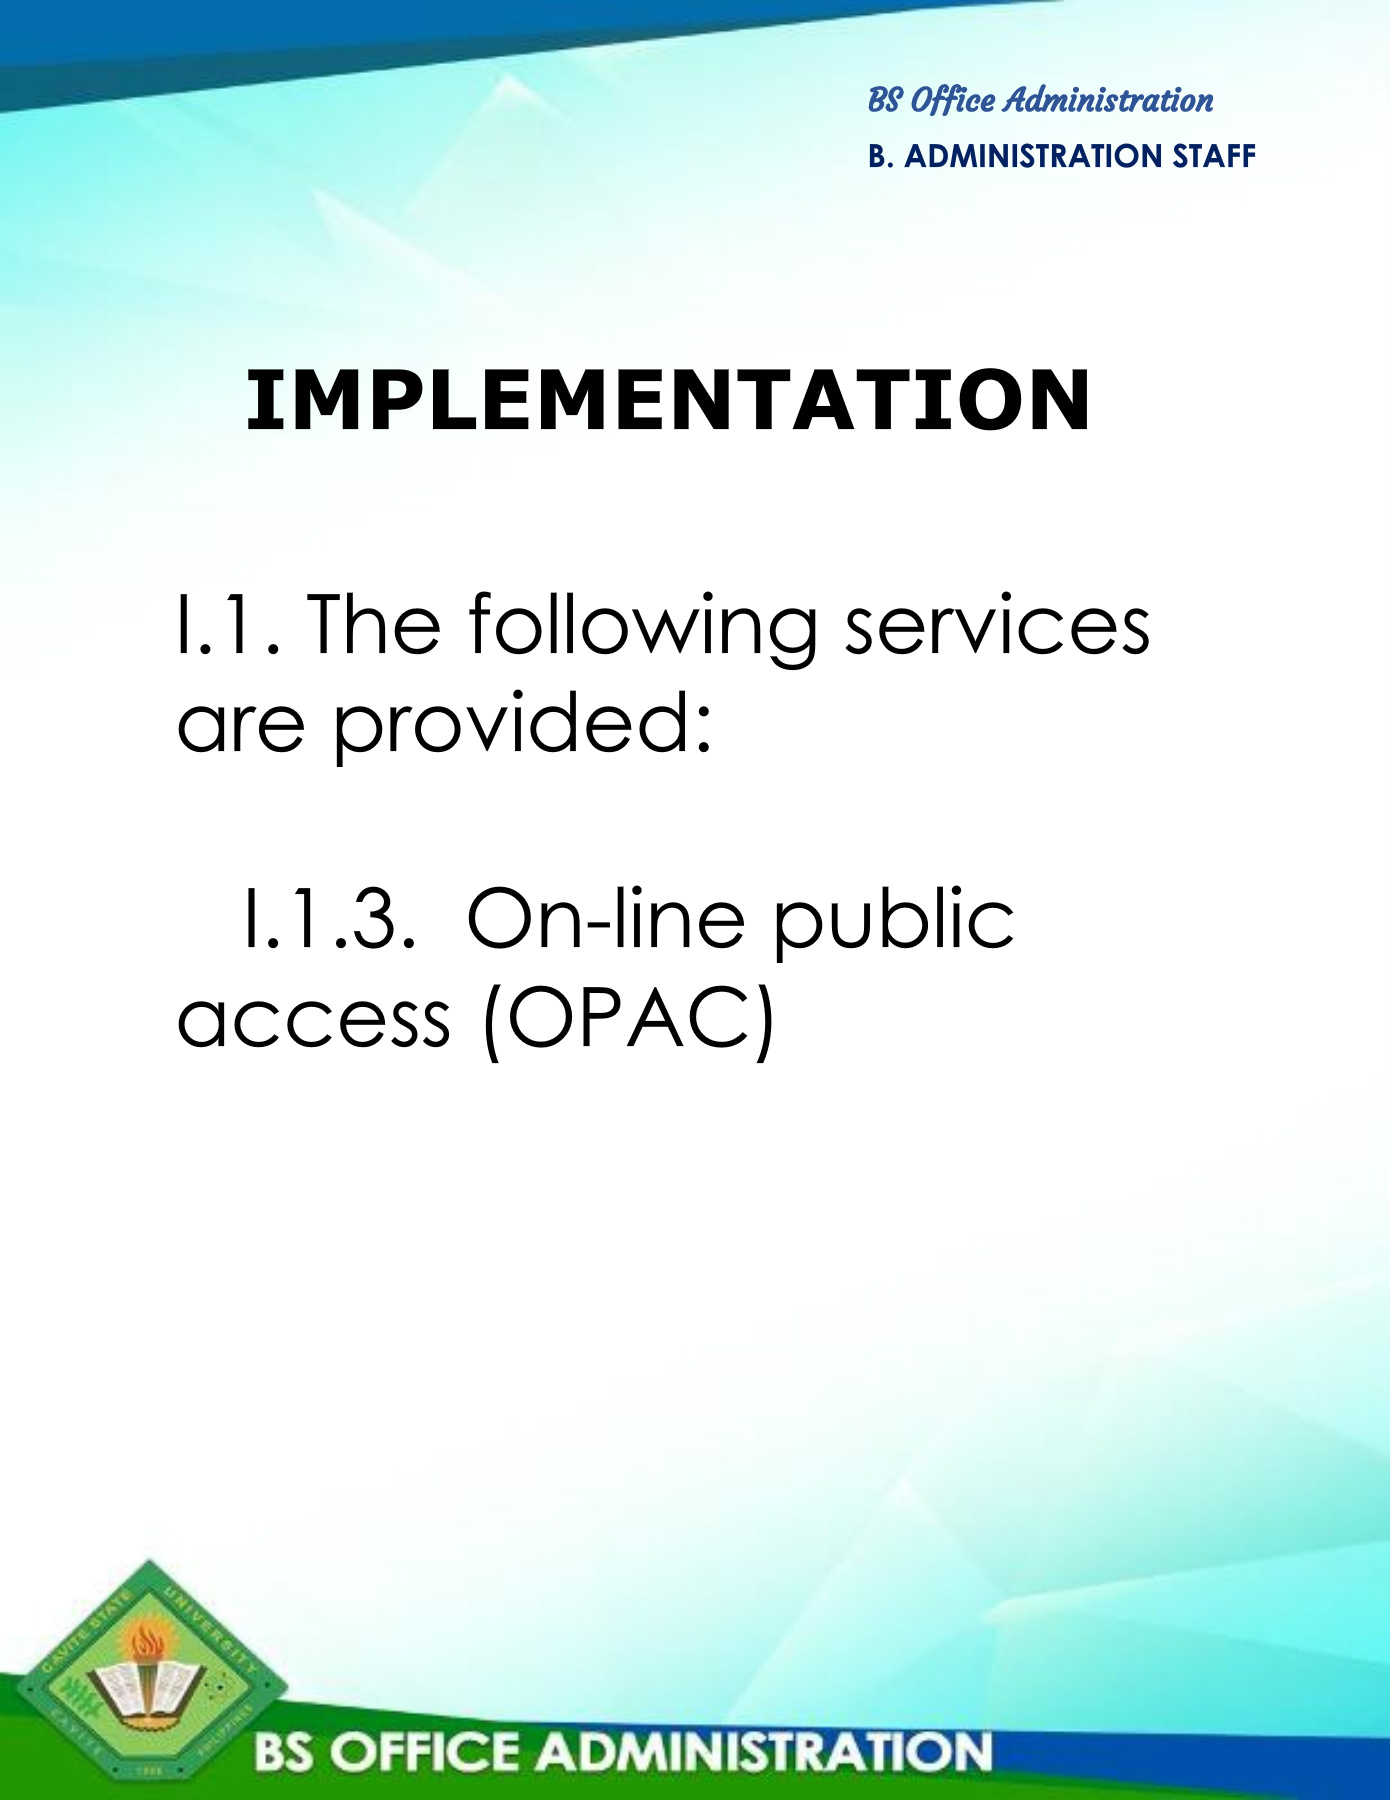 BS Office Administration
B. ADMINISTRATION STAFF
IMPLEMENTATION
I.1. The following services
are provided:
I.1.3. On-line public
access (OPAC)
CAVITE STATE UNIVERSITY
CAVITE PHILIPPINES
1906
BS OFFICE ADMINISTRATION